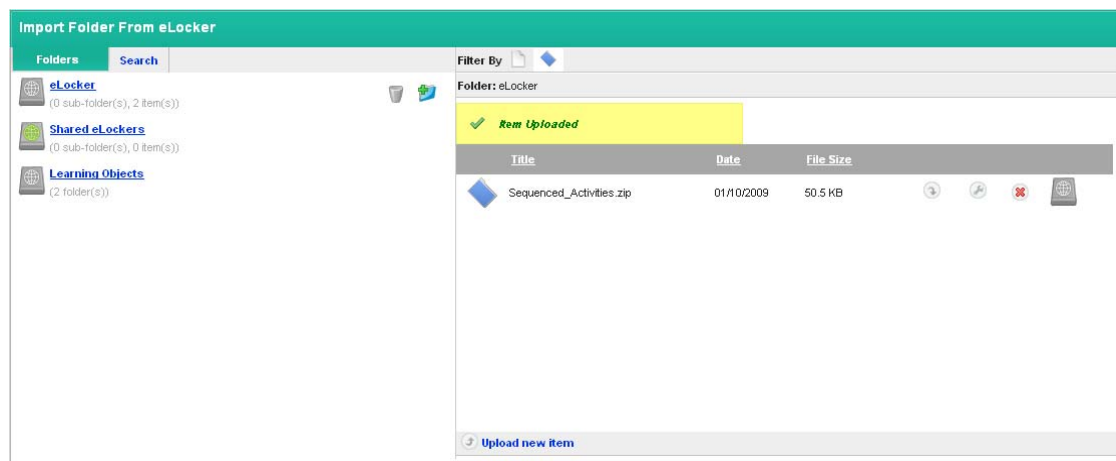 Import Folder From eLocker
Folders Search
eLocker
(0 sub-folder(s), 2 item(s))
Shared eLockers
(0 sub-folder(s), 0 item(s))
Learning Objects
(2 folder(s))
Filter By
Folder: eLocker
Item Uploaded
Title Date File Size
Sequenced_Activities.zip 01/10/2009 50.5 KB
Upload new item